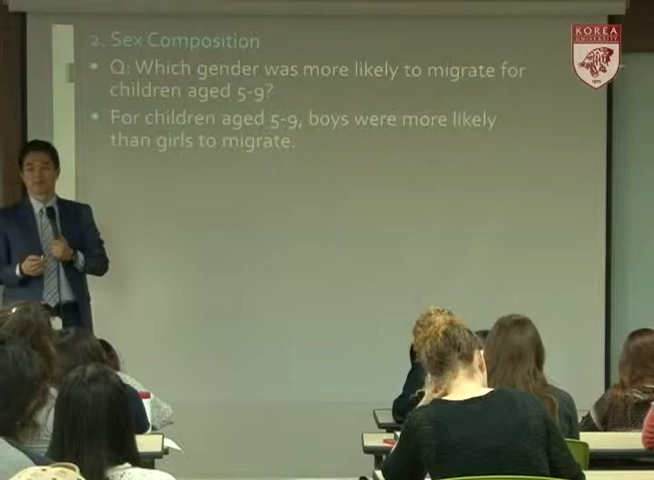 2. Sex Composition
• Q: Which gender was more likely to migrate for
children aged 5-9?
• For children aged 5-9, boys were more likely
than girls to migrate.
KOREA
UNIVERSITY